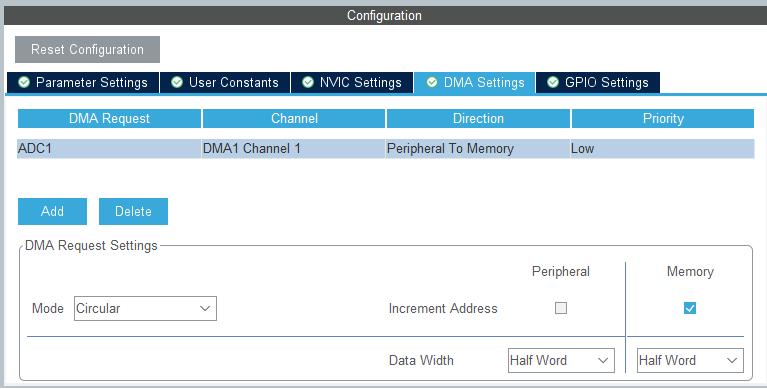 Configuration
Reset Configuration
Parameter Settings User Constants NVIC Settings DMA Settings GPIO Settings
DMA Request Channel Direction Priority
ADC1 DMA1 Channel 1 Peripheral To Memory Low
Add Delete
DMA Request Settings
Peripheral Memory
Mode Circular Increment Address
Data Width Half Word Half Word